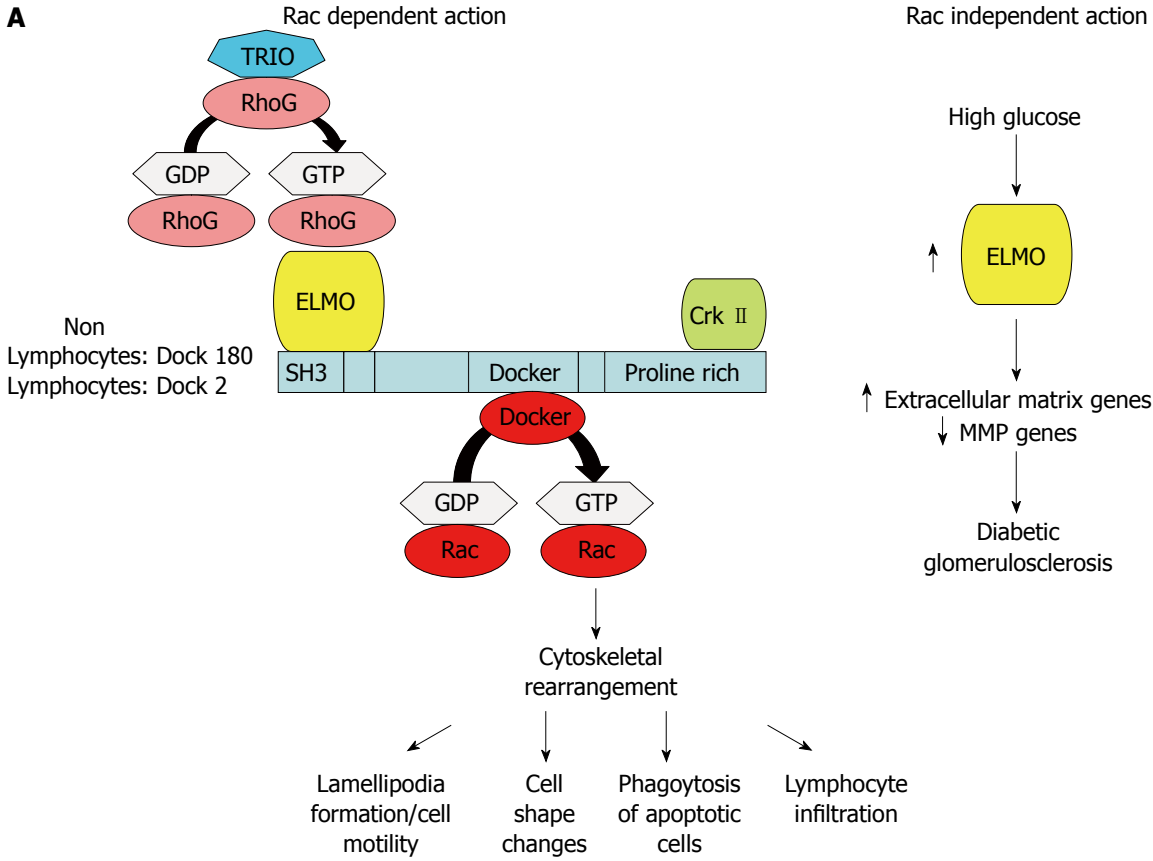 A
Rac dependent action
TRIO
RhoG
GDP
GTP
RhoG
RhoG
ELMO
Crk II
Non
Lymphocytes: Dock 180
Lymphocytes: Dock 2
SH3
Docker
Proline rich
Docker
GDP
GTP
Rac
Rac
Cytoskeletal
rearrangement
Lamellipodia
formation/cell
motility
Cell
shape
changes
Phagoytosis
of apoptotic
cells
Lymphocyte
infiltration
Rac independent action
High glucose
ELMO
Extracellular matrix genes
MMP genes
Diabetic
glomerulosclerosis